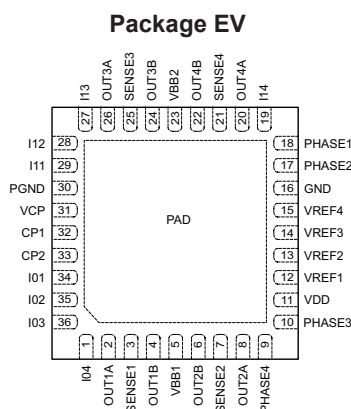 Package EV
I13
OUT3A
SENSE3
OUT3B
VBB2
OUT4B
SENSE4
OUT4A
I14
27
26
25
24
23
22
21
20
19
I12 28
I11 29
PGND 30
VCP 31
CP1 32
CP2 33
I01 34
I02 35
I03 36
PAD
18 PHASE1
17 PHASE2
16 GND
15 VREF4
14 VREF3
13 VREF2
12 VREF1
11 VDD
10 PHASE3
1
2
3
4
5
6
7
8
9
I04
OUT1A
SENSE1
OUT1B
VBB1
OUT2B
SENSE2
OUT2A
PHASE4